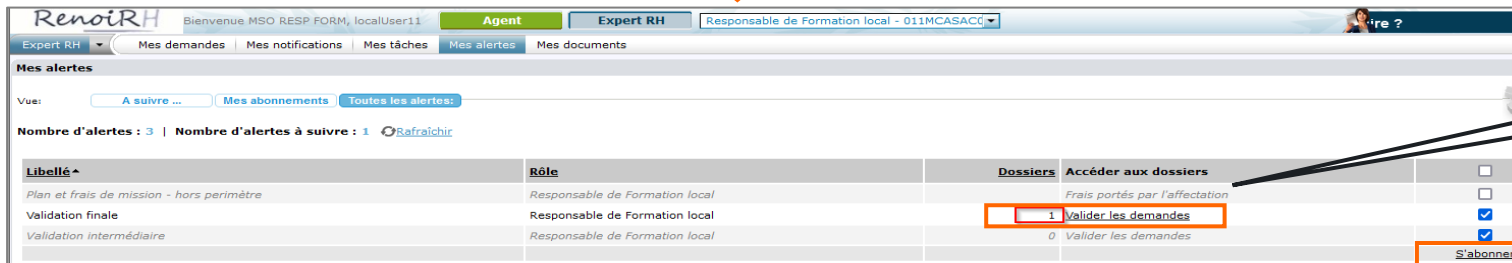 RenoiRH Bienvenue MSO RESP FORM, localUser11 Agent Expert RH Responsable de Formation local - 011MCASAC0 ire ?
Expert RH Mes demandes Mes notifications Mes tâches Mes alertes Mes documents
Mes alertes
Vue: A suivre ... Mes abonnements Toutes les alertes:
Nombre d'alertes : 3 | Nombre d'alertes à suivre : 1 Rafraîchir
Libellé Rôle Dossiers Accéder aux dossiers
Plan et frais de mission - hors perimètre Responsable de Formation local Frais portés par l'affectation
Validation finale Responsable de Formation local 1 Valider les demandes
Validation intermédiaire Responsable de Formation local 0 Valider les demandes
S'abonner